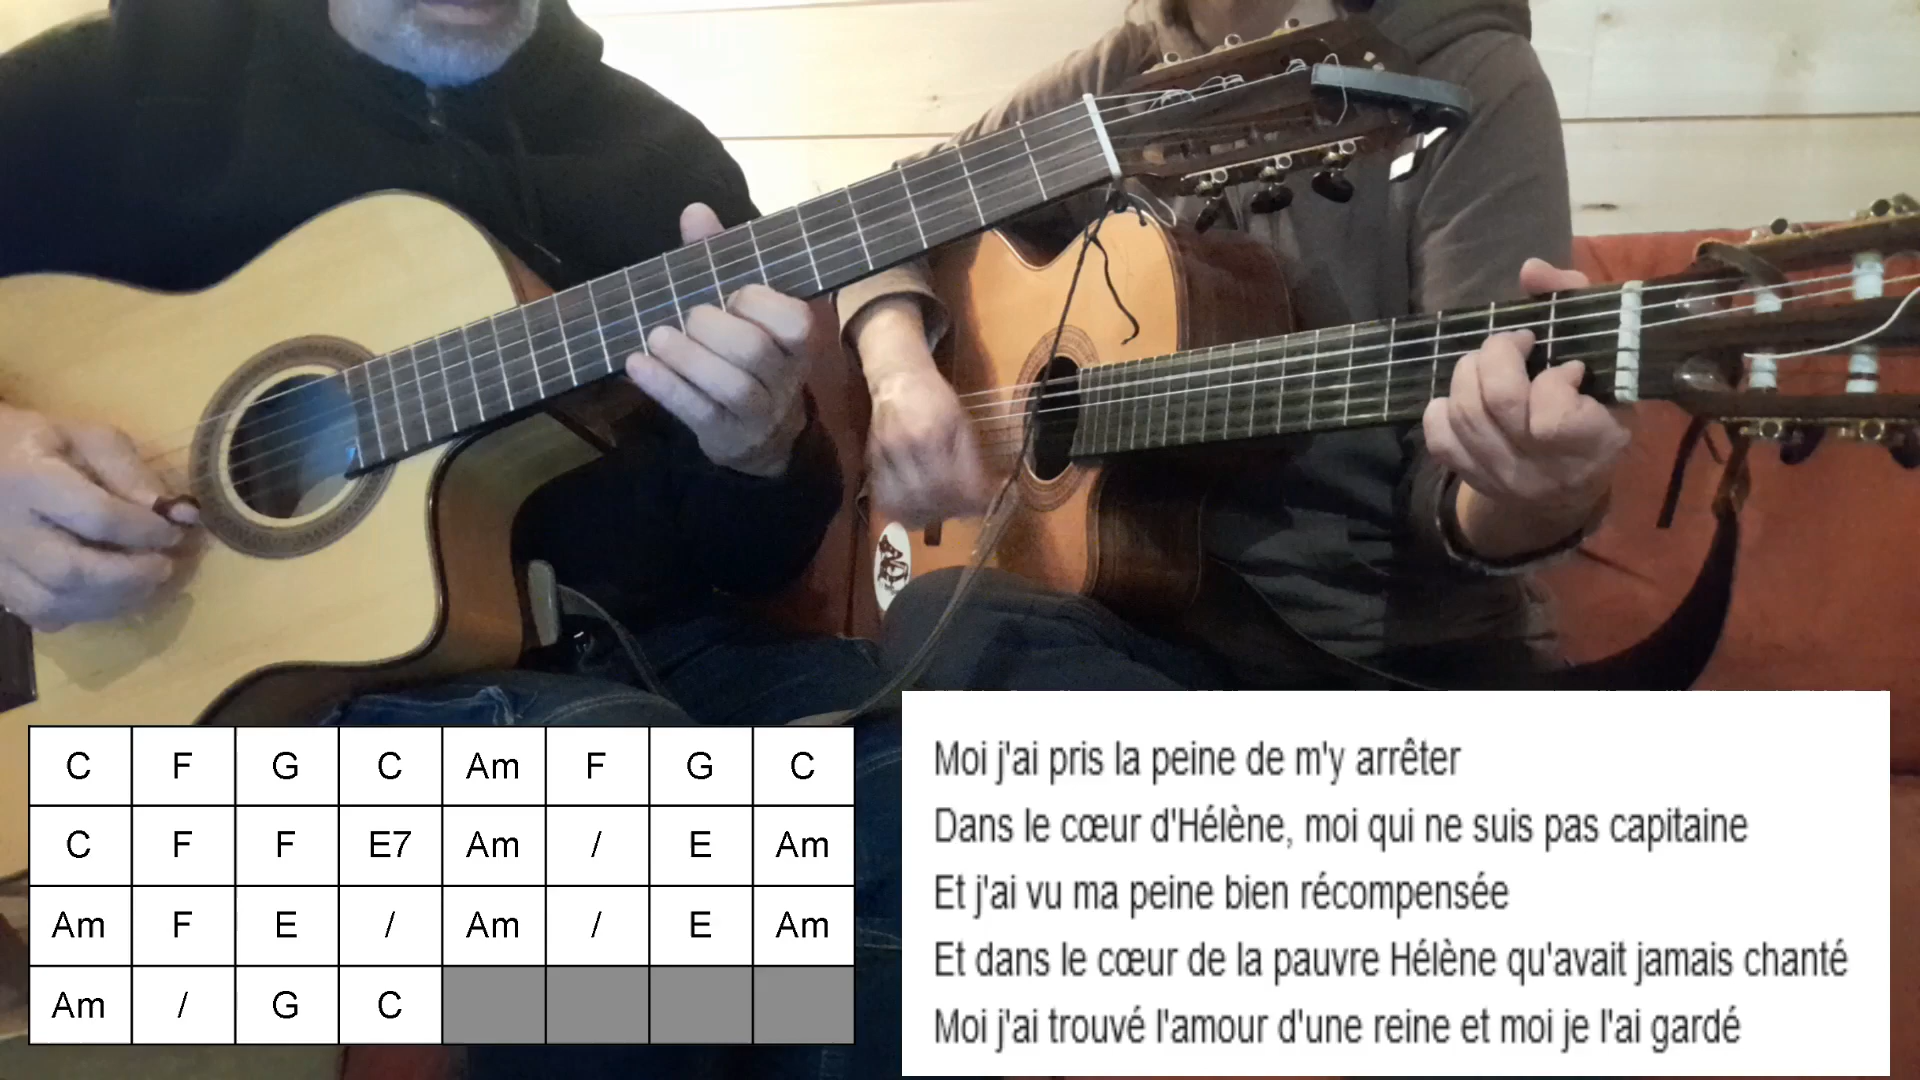 C F G C Am F G C
C F F E7 Am / E Am
Am F E / Am / E Am
Am / G C
Moi j'ai pris la peine de m'y arrêter
Dans le cœur d'Hélène, moi qui ne suis pas capitaine
Et j'ai vu ma peine bien récompensée
Et dans le cœur de la pauvre Hélène qu'avait jamais chanté
Moi j'ai trouvé l'amour d'une reine et moi je l'ai gardé